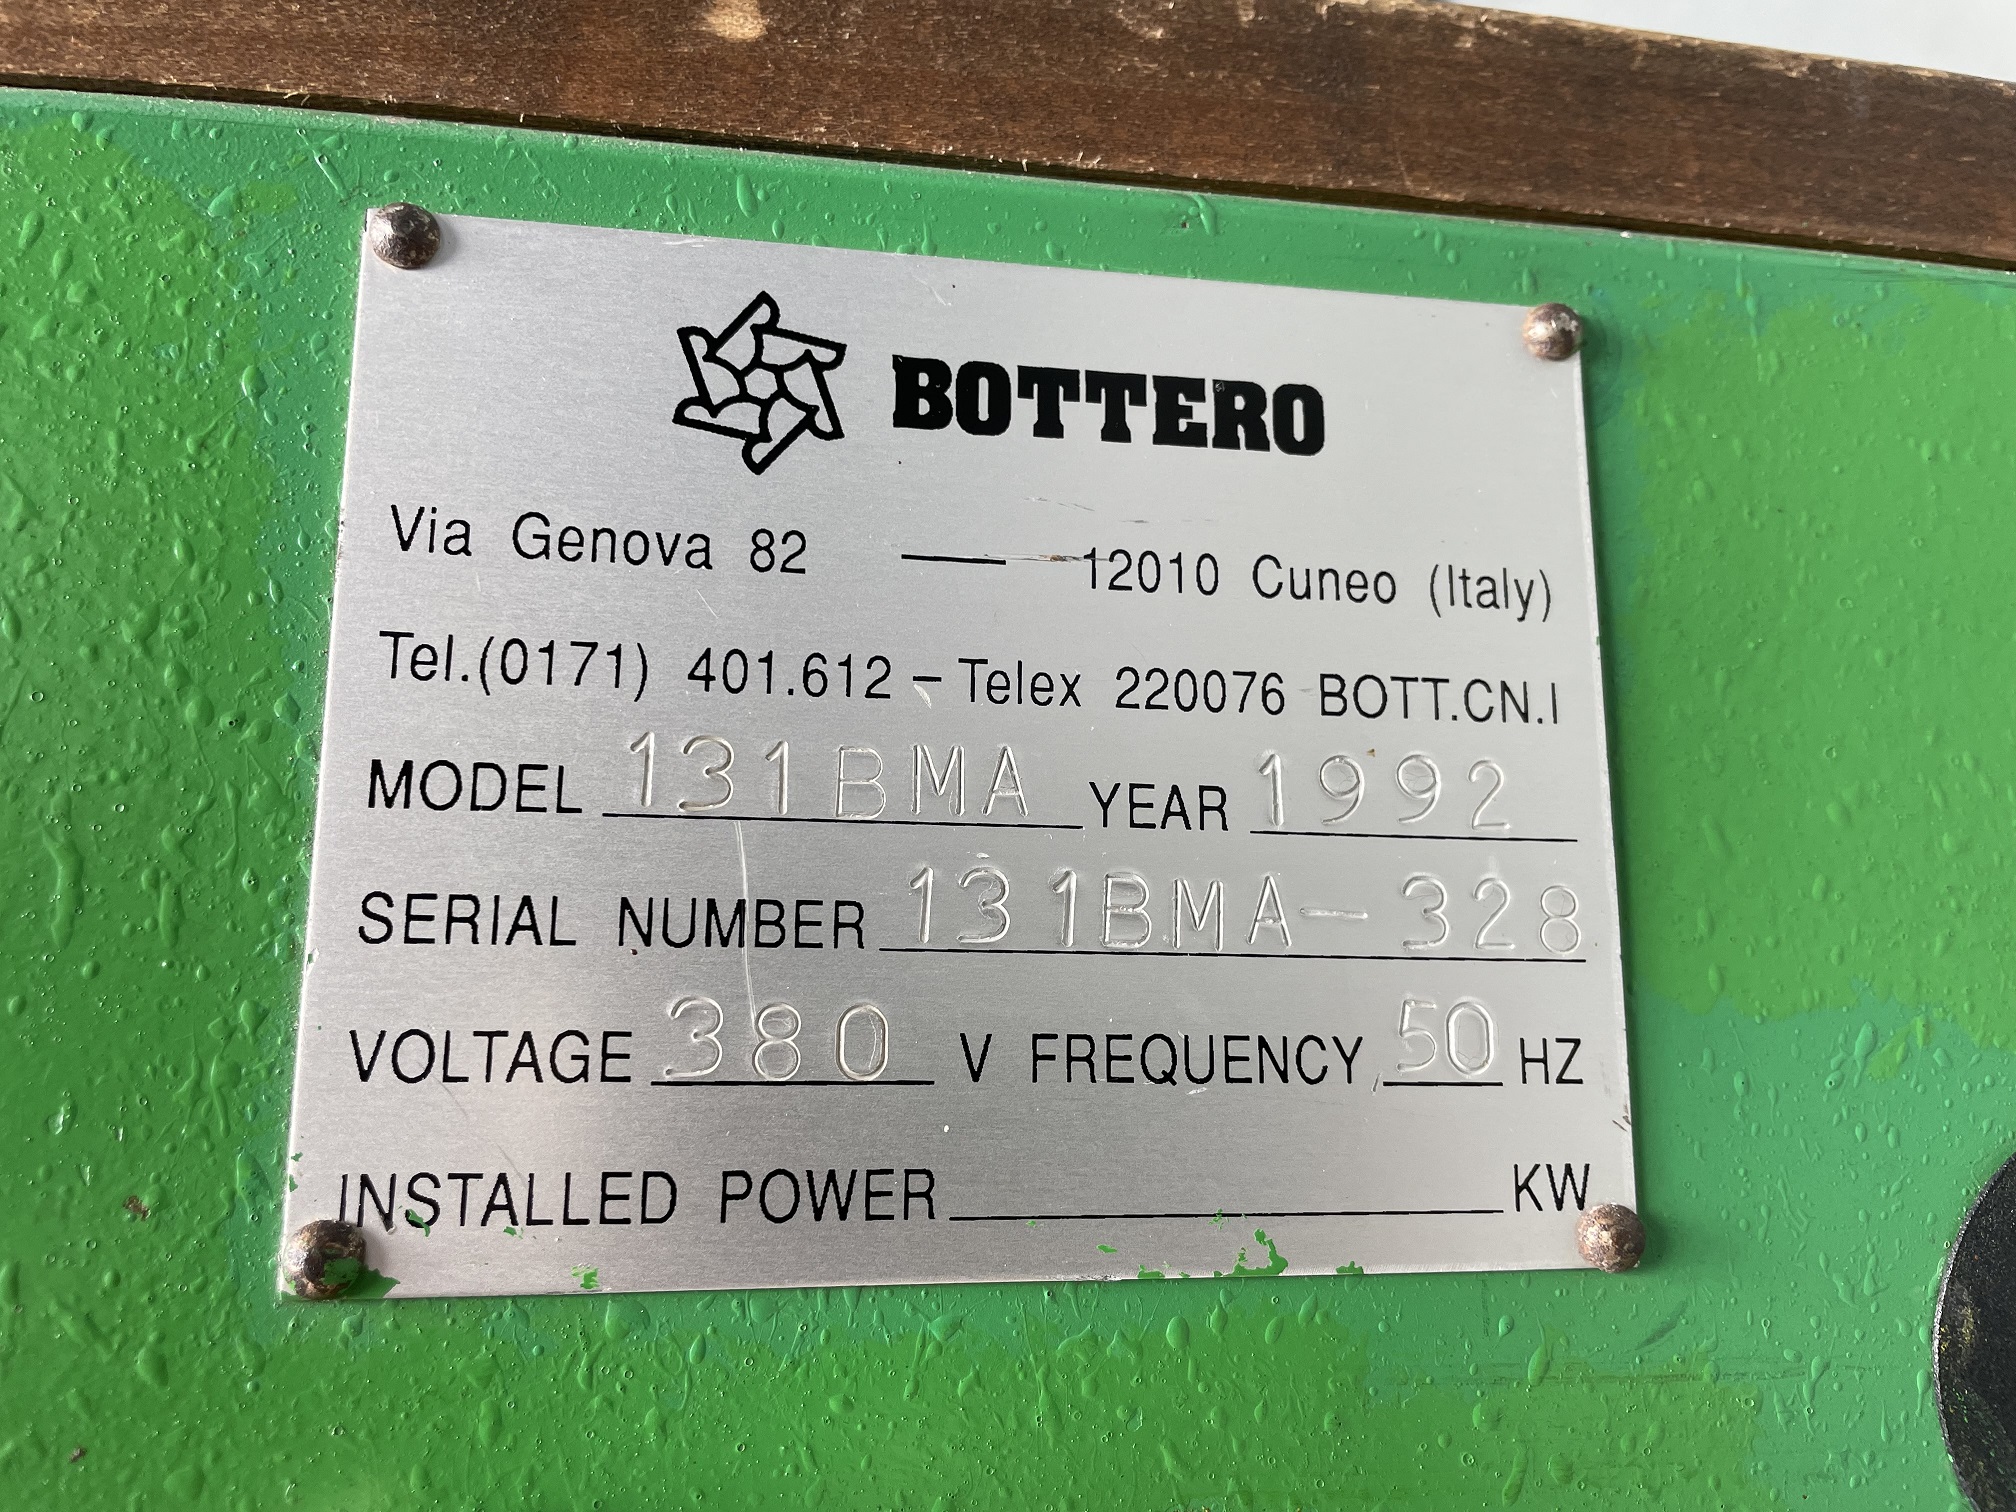 BOTTERO
Via Genova 82 — 12010 Cuneo (Italy)
Tel.(0171) 401.612 – Telex 220076 BOTT.CN.I
MODEL 131BMA YEAR 1992
SERIAL NUMBER 131BMA-328
VOLTAGE 380 V FREQUENCY 50 HZ
INSTALLED POWER KW